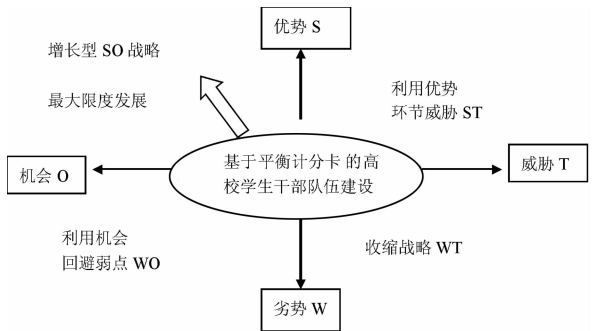 优势 S
增长型 SO 战略
最大限度发展
利用优势
环节威胁 ST
基于平衡计分卡 的高
校学生干部队伍建设
机会 O
威胁 T
利用机会
回避弱点 WO
收缩战略 WT
劣势 W